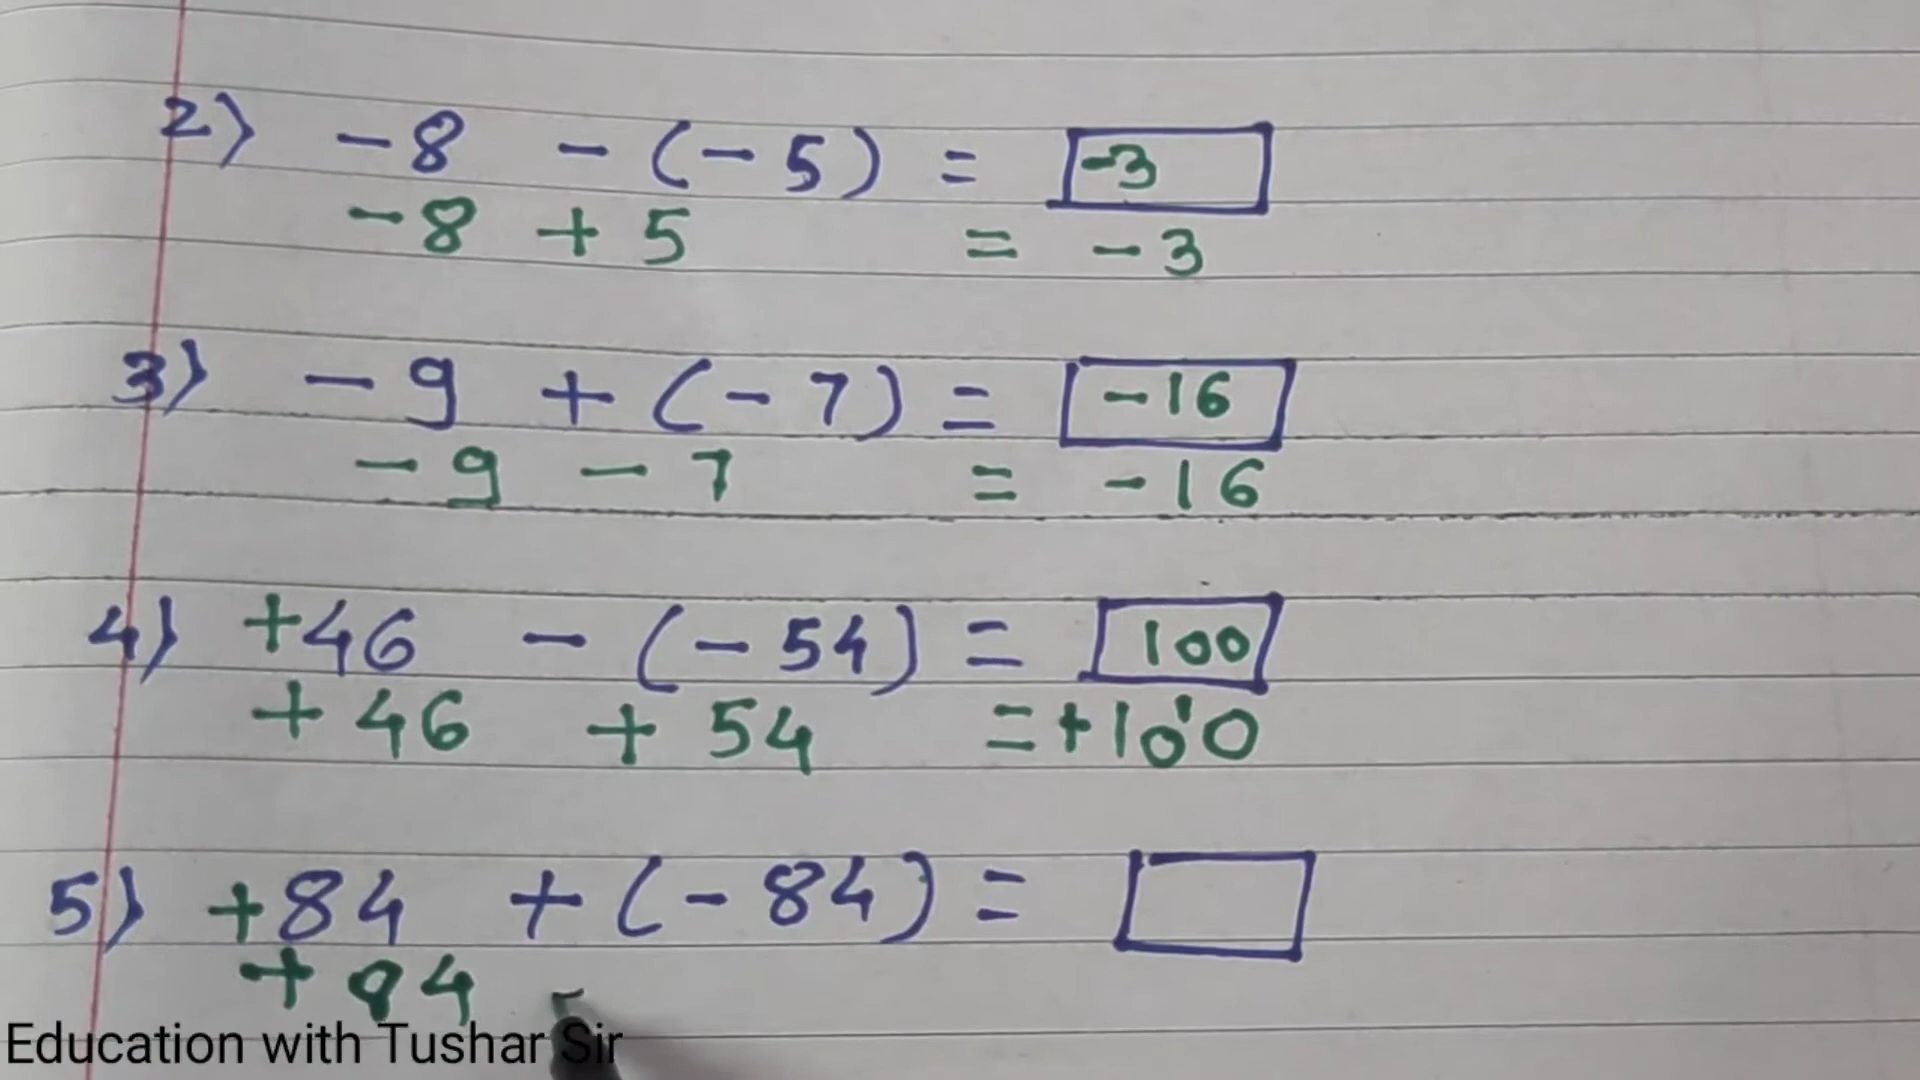 2) -8 - (-5) = -3
-8 + 5 = -3
3) -9 + (-7) = -16
-9 - 7 = -16
4) +46 - (-54) = 100
+46 + 54 = +100
5) +84 + (-84) =
+84 -
Education with Tushar Sir